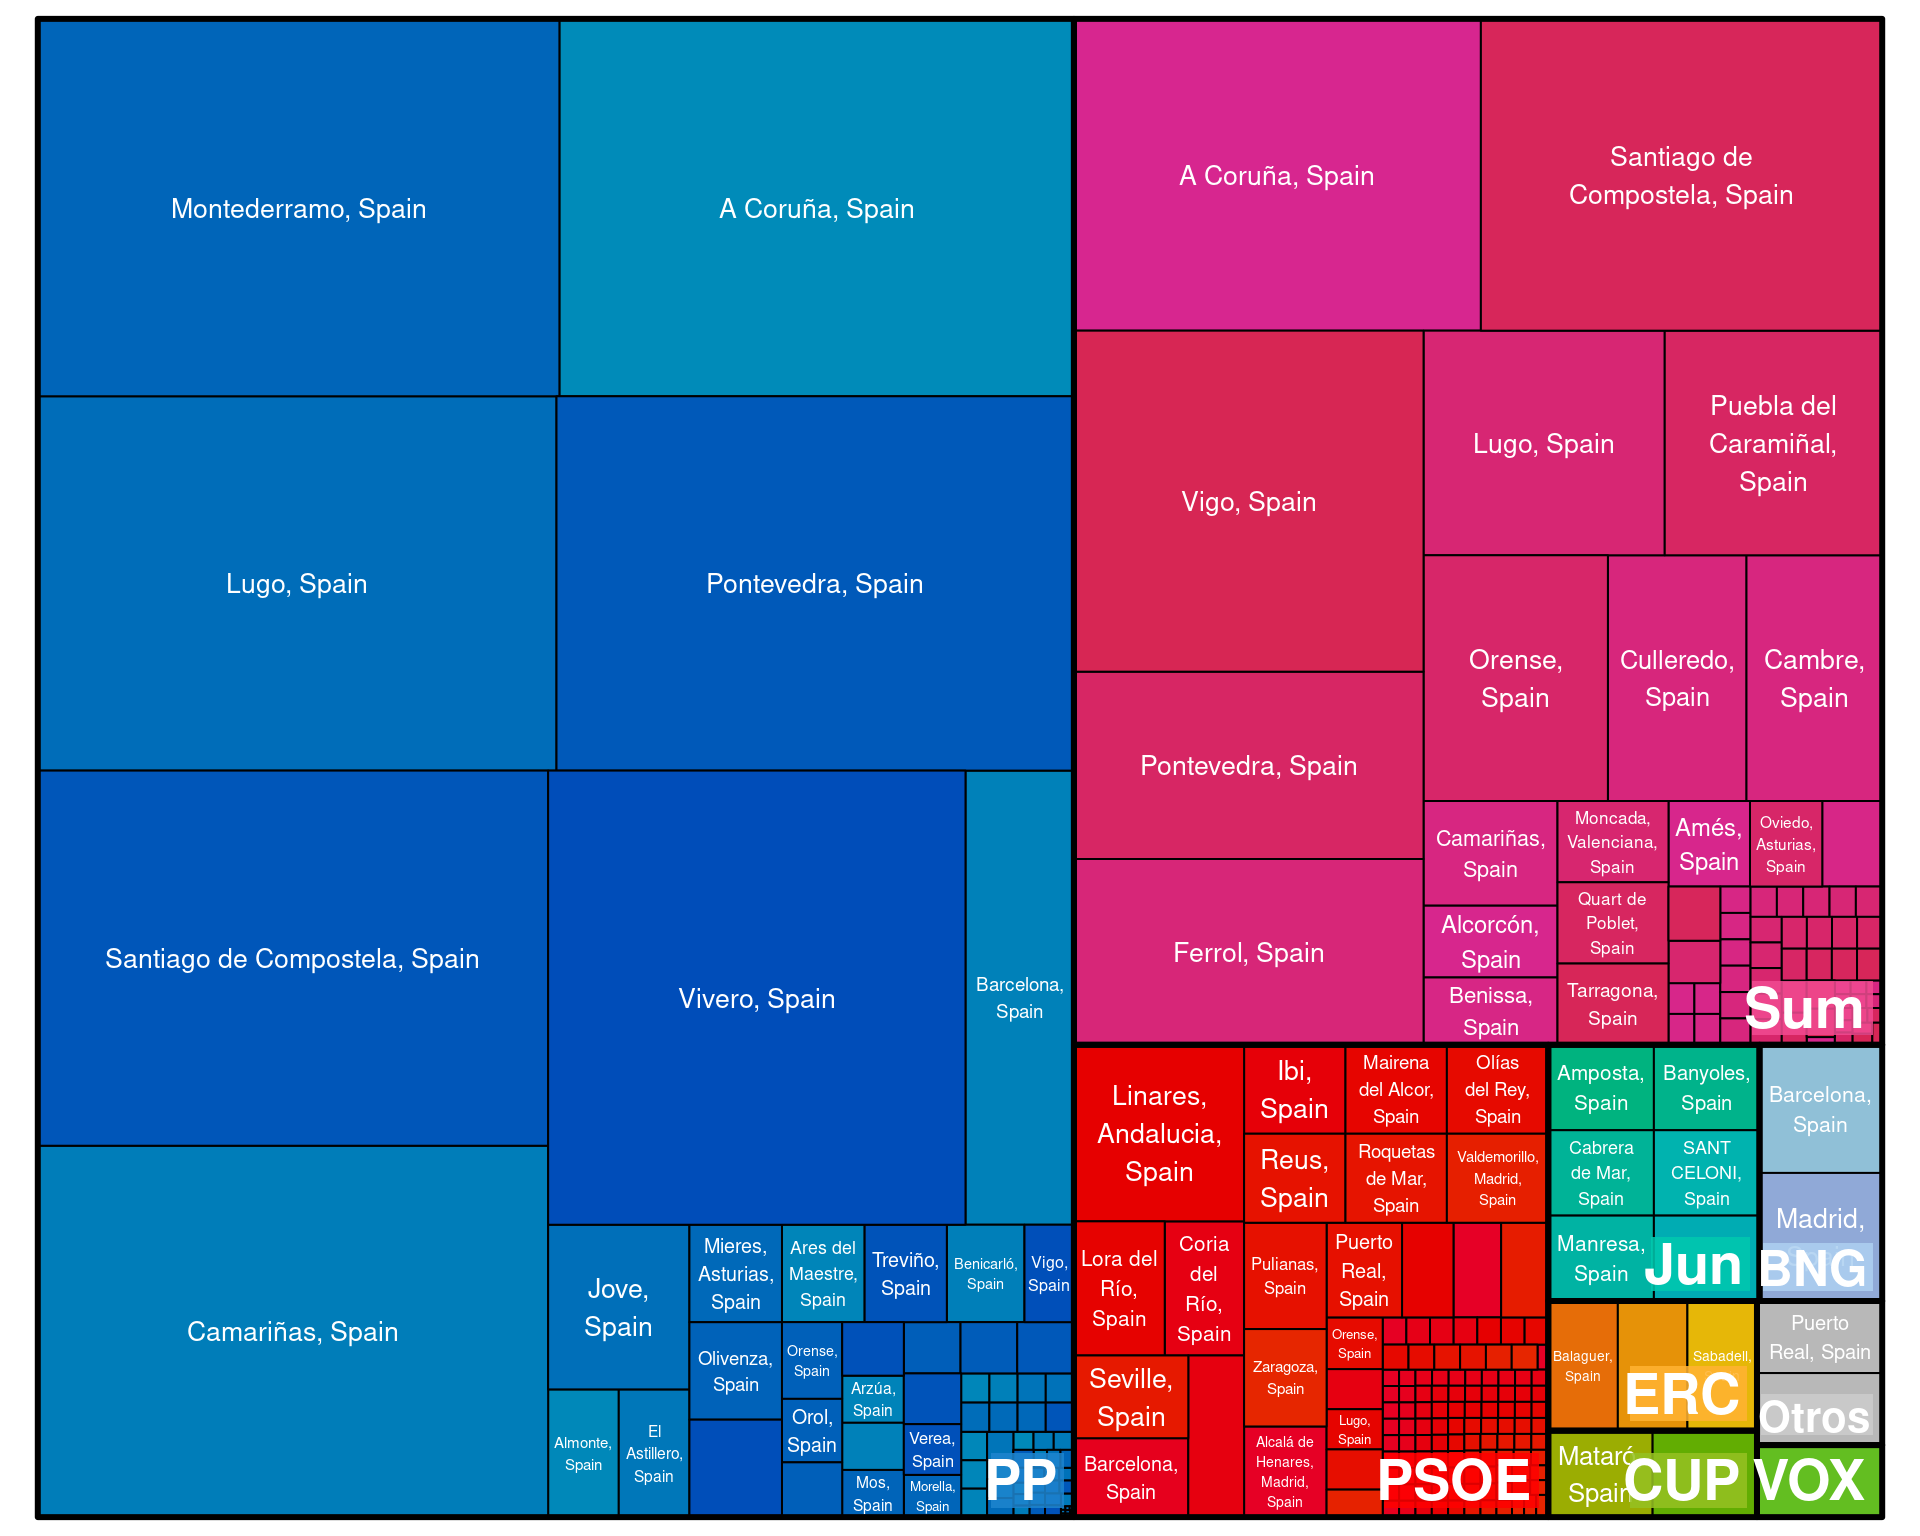 Montederramo, Spain
A Coruña, Spain
Lugo, Spain
Pontevedra, Spain
Santiago de Compostela, Spain
Vivero, Spain
Barcelona,
Spain
Camariñas, Spain
Jove,
Spain
Mieres,
Asturias,
Spain
Ares del
Maestre,
Spain
Treviño,
Spain
Benicarló,
Spain
Vigo,
Spain
Olivenza,
Spain
Orense,
Spain
Arzúa,
Spain
Almonte,
Spain
El
Astillero,
Spain
Orol,
Spain
Verea,
Spain
Mos,
Spain
Morella,
Spain
PP
A Coruña, Spain
Santiago de
Compostela, Spain
Vigo, Spain
Lugo, Spain
Puebla del
Caramiñal,
Spain
Orense,
Spain
Culleredo,
Spain
Cambre,
Spain
Pontevedra, Spain
Ferrol, Spain
Camariñas,
Spain
Moncada,
Valenciana,
Spain
Amés,
Spain
Oviedo,
Asturias,
Spain
Alcorcón,
Spain
Quart de
Poblet,
Spain
Benissa,
Spain
Tarragona,
Spain
Sum
Linares,
Andalucia,
Spain
Ibi,
Spain
Mairena
del Alcor,
Spain
Olías
del Rey,
Spain
Reus,
Spain
Roquetas
de Mar,
Spain
Valdemorillo,
Madrid,
Spain
Lora del
Río,
Spain
Coria
del
Río,
Spain
Pulianas,
Spain
Puerto
Real,
Spain
Orense,
Spain
Seville,
Spain
Zaragoza,
Spain
Lugo,
Spain
Barcelona,
Spain
Alcalá de
Henares,
Madrid,
Spain
PSOE
Amposta,
Spain
Banyoles,
Spain
Cabrera
de Mar,
Spain
SANT
CELONI,
Spain
Manresa,
Spain
Jun
Barcelona,
Spain
Madrid,
BNG
Balaguer,
Spain
Sabadell,
ERC
Puerto
Real, Spain
Otros
Mataró,
Spain
CUP
VOX